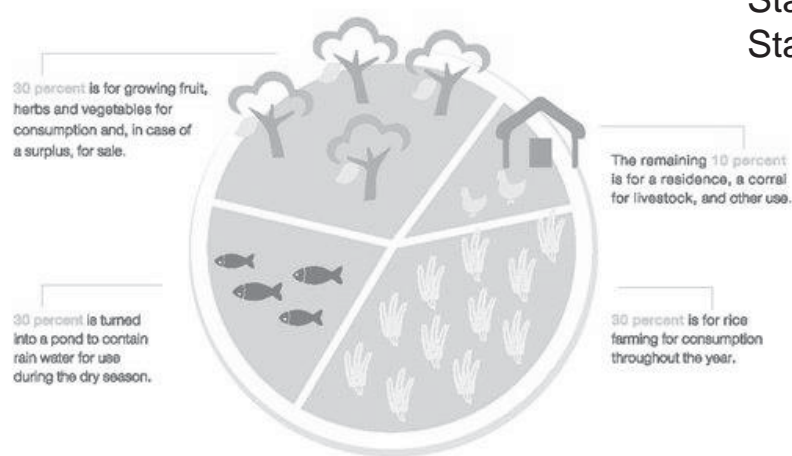 Sta
Sta
30 percent is for growing fruit,
herbs and vegetables for
consumption and, in case of
a surplus, for sale.
The remaining 10 percent
is for a residence, a corral
for livestock, and other use.
30 percent is turned
into a pond to contain
rain water for use
during the dry season.
30 percent is for rice
farming for consumption
throughout the year.